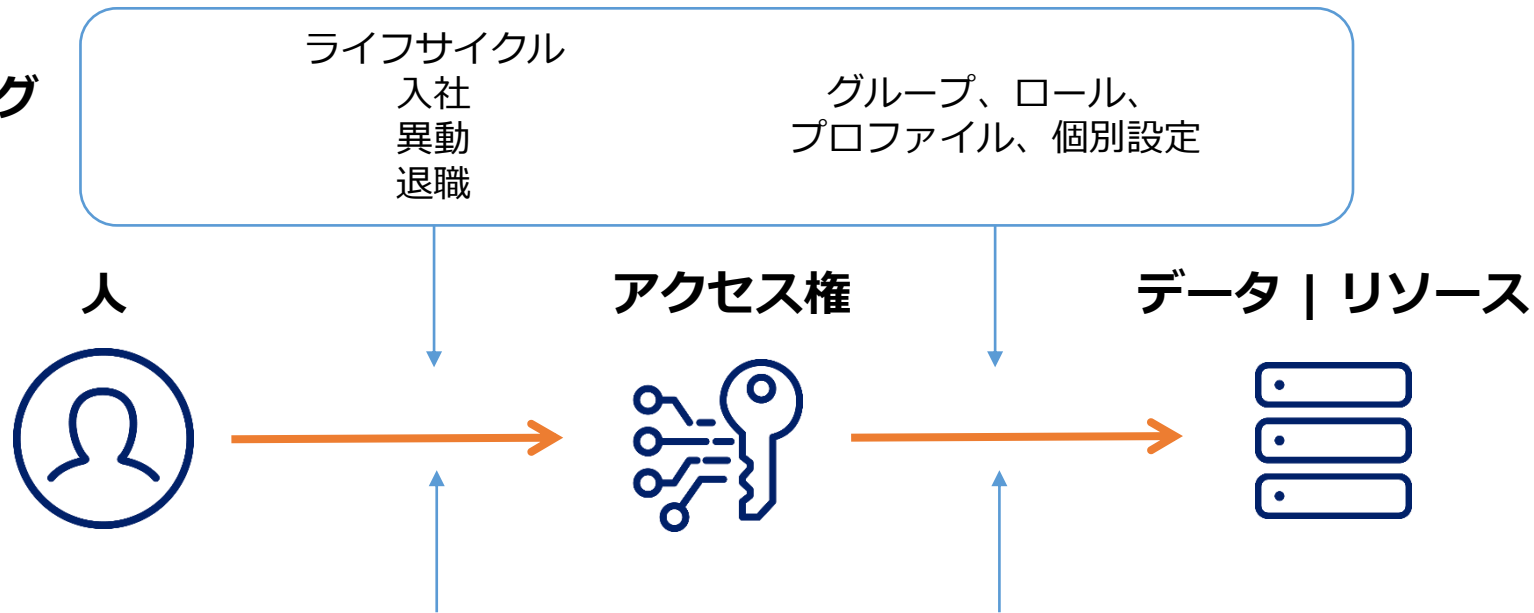 グ
ライフサイクル
入社
異動
退職
グループ、ロール、
プロファイル、個別設定
人
アクセス権
データ | リソース